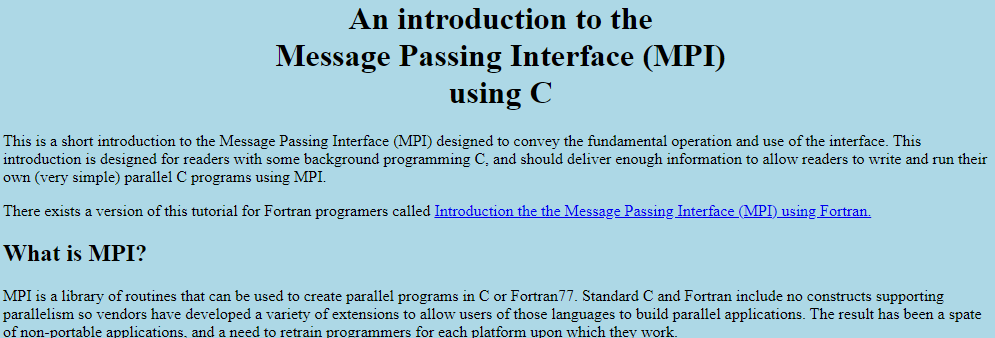 An introduction to the
Message Passing Interface (MPI)
using C
This is a short introduction to the Message Passing Interface (MPI) designed to convey the fundamental operation and use of the interface. This
introduction is designed for readers with some background programming C, and should deliver enough information to allow readers to write and run their
own (very simple) parallel C programs using MPI.
There exists a version of this tutorial for Fortran programers called Introduction the the Message Passing Interface (MPI) using Fortran.
What is MPI?
MPI is a library of routines that can be used to create parallel programs in C or Fortran77. Standard C and Fortran include no constructs supporting
parallelism so vendors have developed a variety of extensions to allow users of those languages to build parallel applications. The result has been a spate
of non-portable applications, and a need to retrain programmers for each platform upon which they work.